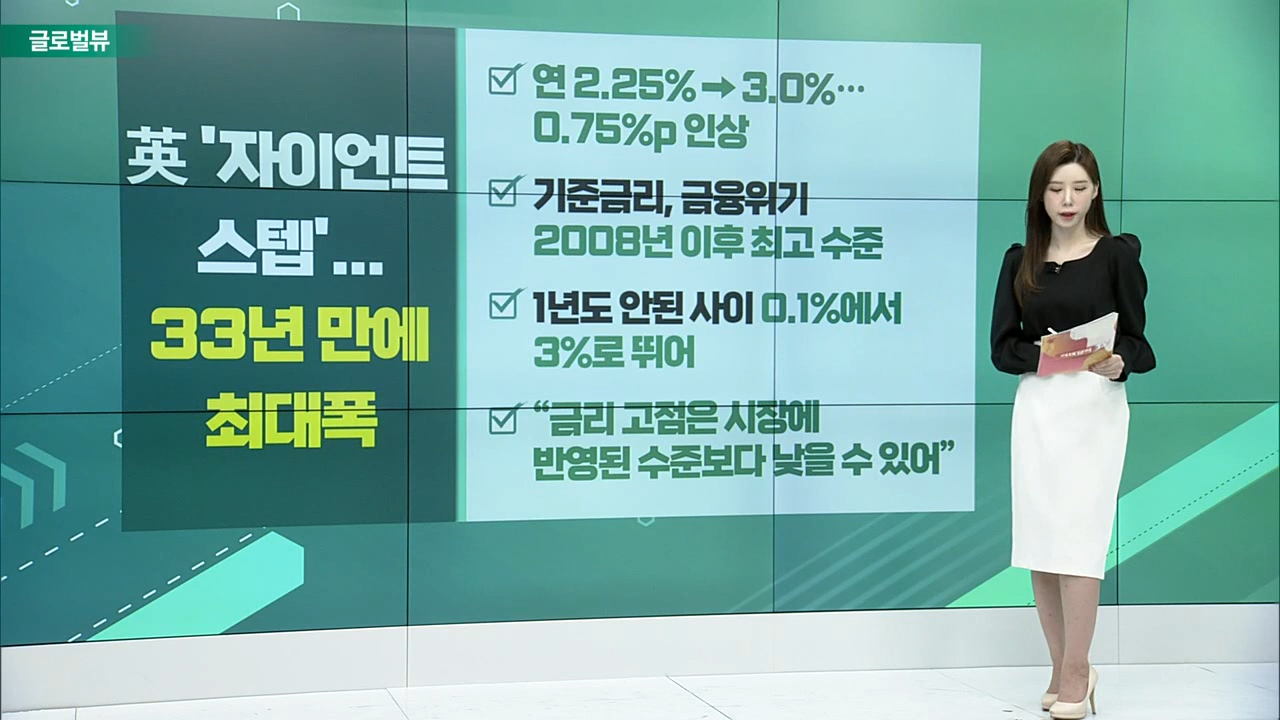 글로벌뷰
英 '자이언트
스텝'...
33년 만에
최대폭
연 2.25%➞3.0%…
0.75%p 인상
기준금리, 금융위기
2008년 이후 최고 수준
1년도 안된 사이 0.1%에서
3%로 뛰어
“금리 고점은 시장에
반영된 수준보다 낮을 수 있어”